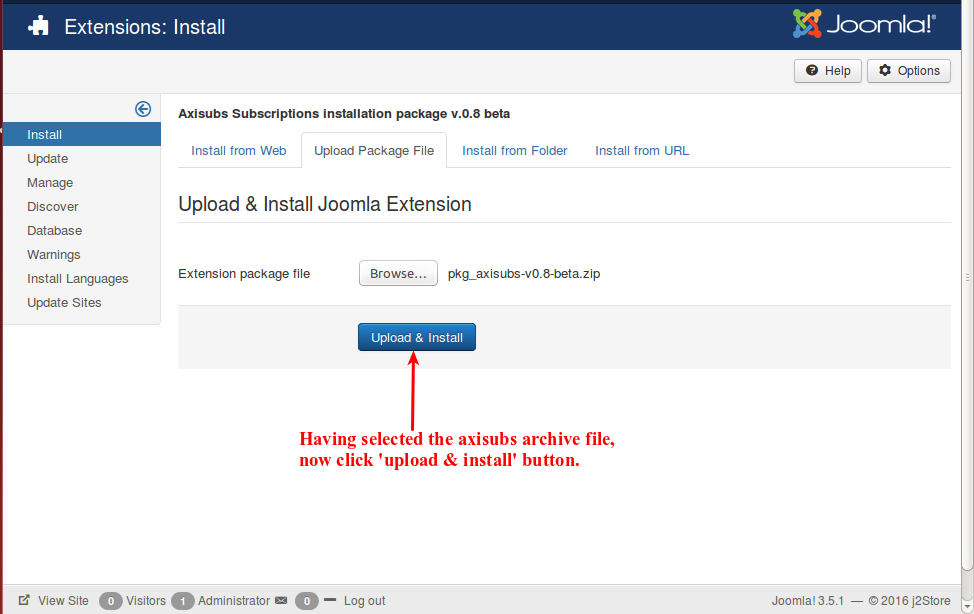 Extensions: Install
Joomla!®
Help
Options
Axisubs Subscriptions installation package v.0.8 beta
Install
Update
Manage
Discover
Database
Warnings
Install Languages
Update Sites
Install from Web
Upload Package File
Install from Folder
Install from URL
Upload & Install Joomla Extension
Extension package file
Browse...
pkg_axisubs-v0.8-beta.zip
Upload & Install
Having selected the axisubs archive file,
now click 'upload & install' button.
View Site
0 Visitors
1 Administrator
0
Log out
Joomla! 3.5.1 — © 2016 j2Store